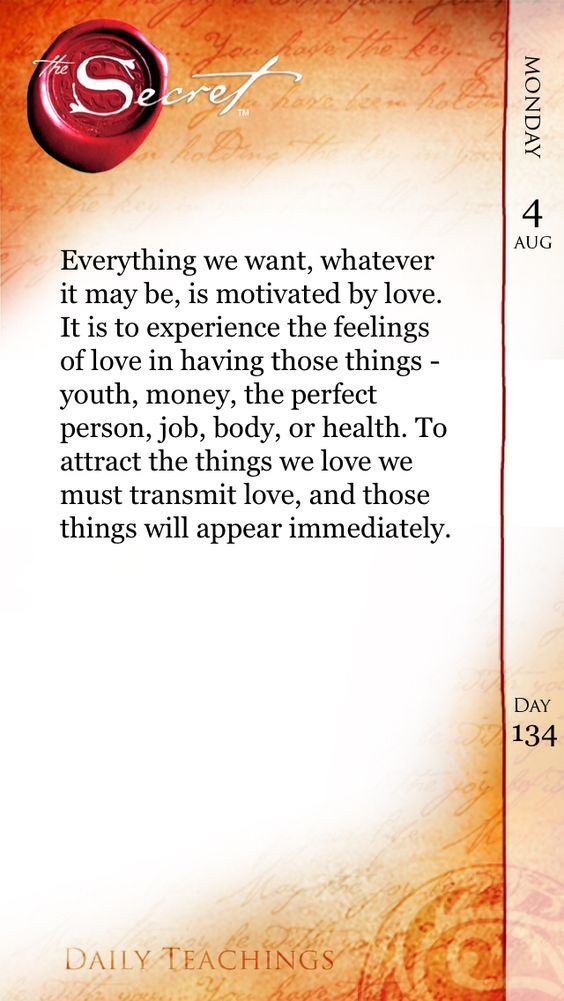 the Secret™
MONDAY
4
AUG
Everything we want, whatever
it may be, is motivated by love.
It is to experience the feelings
of love in having those things -
youth, money, the perfect
person, job, body, or health. To
attract the things we love we
must transmit love, and those
things will appear immediately.
DAY
134
DAILY TEACHINGS